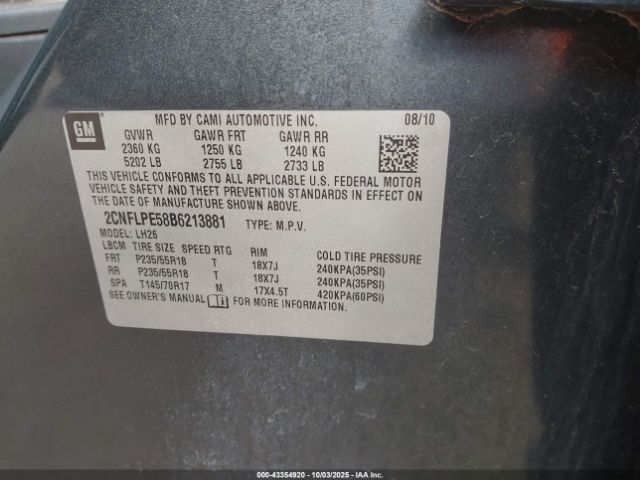 GM
MFD BY CAMI AUTOMOTIVE INC. 08/10
GVWR GAWR FRT GAWR RR
2360 KG 1250 KG 1240 KG
5202 LB 2755 LB 2733 LB
THIS VEHICLE CONFORMS TO ALL APPLICABLE U.S. FEDERAL MOTOR
VEHICLE SAFETY AND THEFT PREVENTION STANDARDS IN EFFECT ON
THE DATE OF MANUFACTURE SHOWN ABOVE.
2CNFLPE58B6213881 TYPE: M.P.V.
MODEL: LH26
LBCM TIRE SIZE SPEED RTG RIM COLD TIRE PRESSURE
FRT P235/55R18 T 18X7J 240KPA(35PSI)
RR P235/55R18 T 18X7J 240KPA(35PSI)
SPA T145/70R17 M 17X4.5T 420KPA(60PSI)
SEE OWNER'S MANUAL FOR MORE INFORMATION.
000-43354920 10/03/2025 IAAI.com